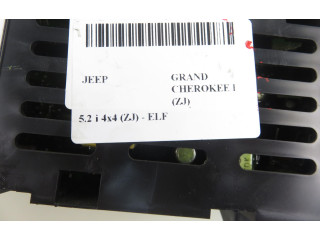 JEEP GRAND
CHEROKEE I
(ZJ)
5.2 i 4x4 (ZJ) - ELF